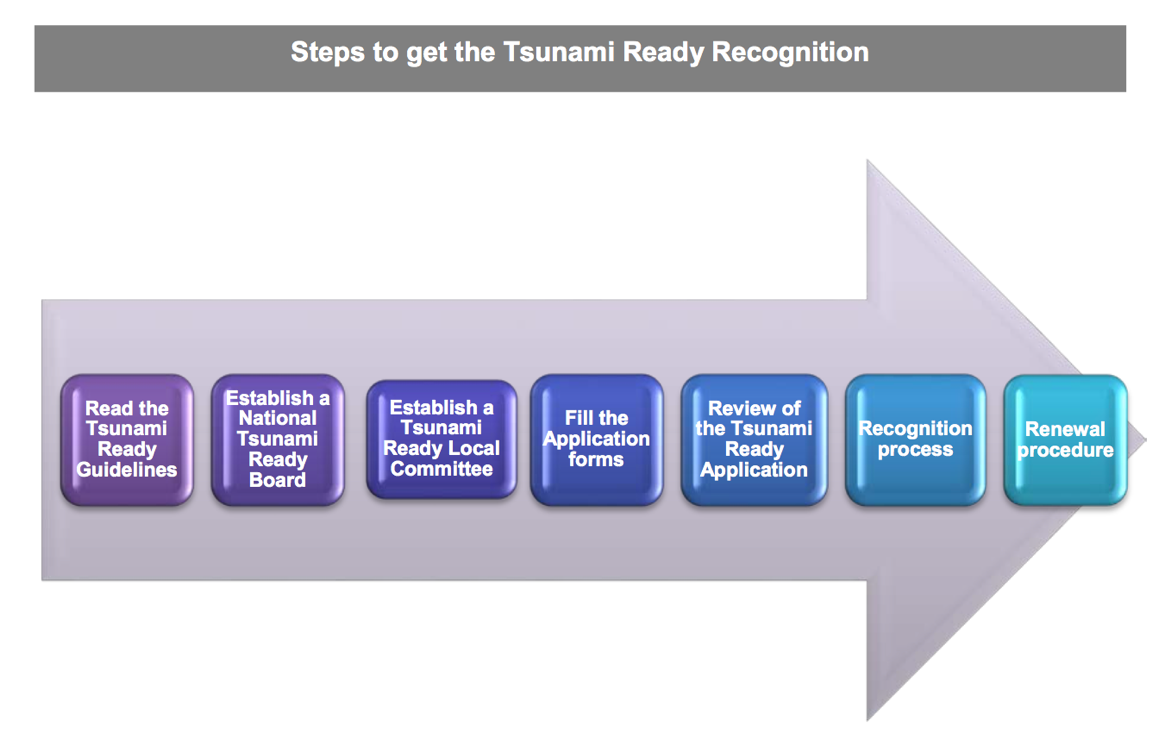 Steps to get the Tsunami Ready Recognition
Read the
Tsunami
Ready
Guidelines
Establish a
National
Tsunami
Ready
Board
Establish a
Tsunami
Ready Local
Committee
Fill the
Application
forms
Review of
the Tsunami
Ready
Application
Recognition
process
Renewal
procedure